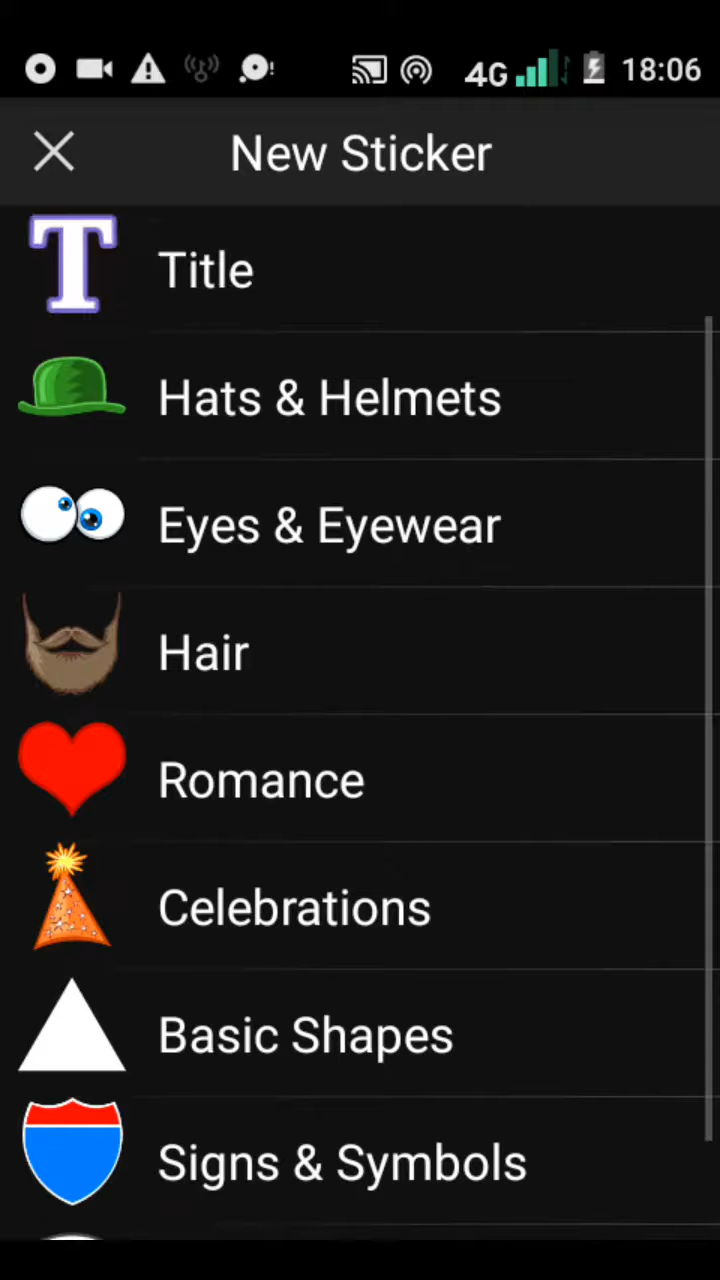 4G 18:06
New Sticker
T Title
Hats & Helmets
Eyes & Eyewear
Hair
Romance
Celebrations
Basic Shapes
Signs & Symbols